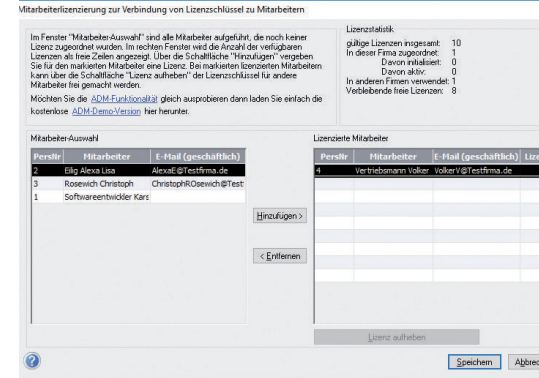 Mitarbeiterlizenzierung zur Verbindung von Lizenzschlüssel zu Mitarbeitern
Im Fenster "Mitarbeiter-Auswahl" sind alle Mitarbeiter aufgeführt, die noch keiner
Lizenz zugeordnet wurden. Im rechten Fenster wird die Anzahl der verfügbaren
Lizenzen als freie Zeilen angezeigt. Über die Schaltfläche "Hinzufügen" vergeben
Sie für den markierten Mitarbeiter eine Lizenz. Bei markierten lizenzierten Mitarbeitern
kann über die Schaltfläche "Lizenz aufheben" der Lizenzschlüssel für andere
Mitarbeiter frei gemacht werden.
Möchten Sie die ADM-Funktionalität gleich ausprobieren dann laden Sie einfach die
kostenlose ADM-Demo-Version hier herunter.
Lizenzstatistik
gültige Lizenzen insgesamt: 10
In dieser Firma zugeordnet: 1
Davon initialisiert: 0
Davon aktiv: 0
In anderen Firmen verwendet: 1
Verbleibende freie Lizenzen: 8
Mitarbeiter-Auswahl
PersNr Mitarbeiter E-Mail (geschäftlich)
2 Eilig Alexa Lisa AlexaE@Testfirma.de
3 Rosewich Christoph ChristophROsewich@Test
1 Softwareentwickler Kars
Hinzufügen >
< Entfernen
Lizenzierte Mitarbeiter
PersNr Mitarbeiter E-Mail (geschäftlich) Lize
4 Vertriebsmann Volker VolkerV@Testfirma.de
Lizenz aufheben
Speichern Abbrec